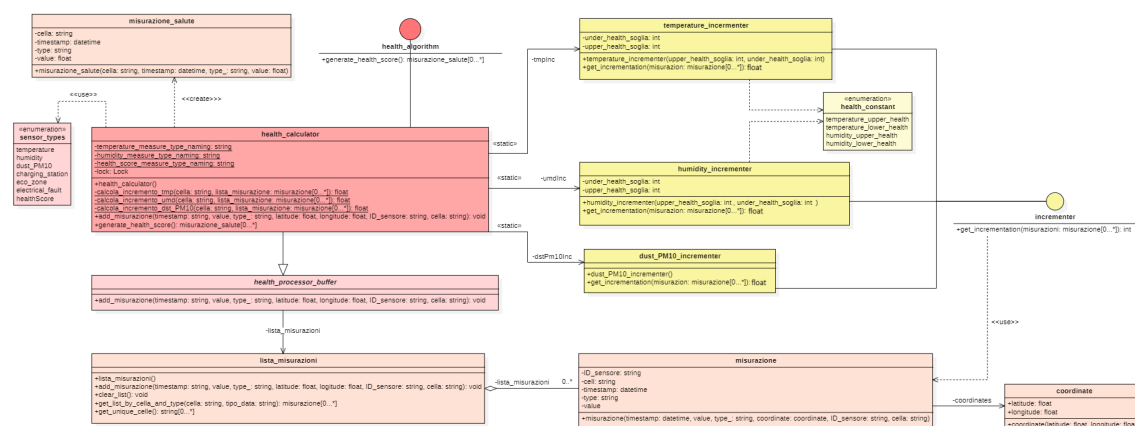 misurazione_salute
-cella: string
-timestamp: datetime
-type: string
-value: float
+misurazione_salute(cella: string, timestamp: datetime, type_: string, value: float)
health_algorithm
+generate_health_score(): misurazione_salute[0...*]
temperature_incermenter
-under_health_soglia: int
-upper_health_soglia: int
+temperature_incrementer(upper_health_soglia: int, under_health_soglia: int)
+get_incrementation(misurazion: misurazione[0...*]): float
-tmpInc
<<use>>
<<create>>>
«enumeration»
sensor_types
temperature
humidity
dust_PM10
charging_station
eco_zone
electrical_fault
healthScore
health_calculator
-temperature_measure_type_naming: string
-humidity_measure_type_naming: string
-health_score_measure_type_naming: string
-lock: Lock
+health_calculator()
-calcola_incremento_tmp(cella: string, lista_misurazione: misurazione[0...*]): float
-calcola_incremento_umd(cella: string, lista_misurazione: misurazione[0...*]): float
-calcola_incremento_dst_PM10(cella: string, lista_misurazione: misurazione[0...*]): float
+add_misurazione(timestamp: string, value, type_: string, latitude: float, longitude: float, ID_sensore: string, cella: string): void
+generate_health_score(): misurazione_salute[0...*]
«static»
«static»
-umdInc
«static»
-dstPm10Inc
«enumeration»
health_constant
temperature_upper_health
temperature_lower_health
humidity_upper_health
humidity_lower_health
humidity_incrementer
-under_health_soglia: int
-upper_health_soglia: int
+humidity_incrementer(upper_health_soglia: int , under_health_soglia: int )
+get_incrementation(misurazion: misurazione[0...*]): float
incrementer
+get_incrementation(misurazioni: misurazione[0...*]): int
dust_PM10_incrementer
+dust_PM10_incrementer()
+get_incrementation(misurazion: misurazione[0...*]): float
health_processor_buffer
+add_misurazione(timestamp: string, value, type_: string, latitude: float, longitude: float, ID_sensore: string, cella: string): void
-lista_misurazioni
<<use>>
lista_misurazioni
+lista_misurazioni()
+add_misurazione(timestamp: string, value, type_: string, latitude: float, logitude: float, ID_sensore: string, cella: string): void
+clear_list(): void
+get_list_by_cella_and_type(cella: string, tipo_data: string): misurazione[0...*]
+get_unique_celle(): string[0...*]
-lista_misurazioni 0..*
misurazione
-ID_sensore: string
-cell: string
-timestamp: datetime
-type: string
-value
+misurazione(timestamp: datetime, value, type_: string, coordinate: coordinate, ID_sensore: string, cella: string)
-coordinates
coordinate
+latitude: float
+longitude: float
+coordinate(latitude: float, longitude: float)